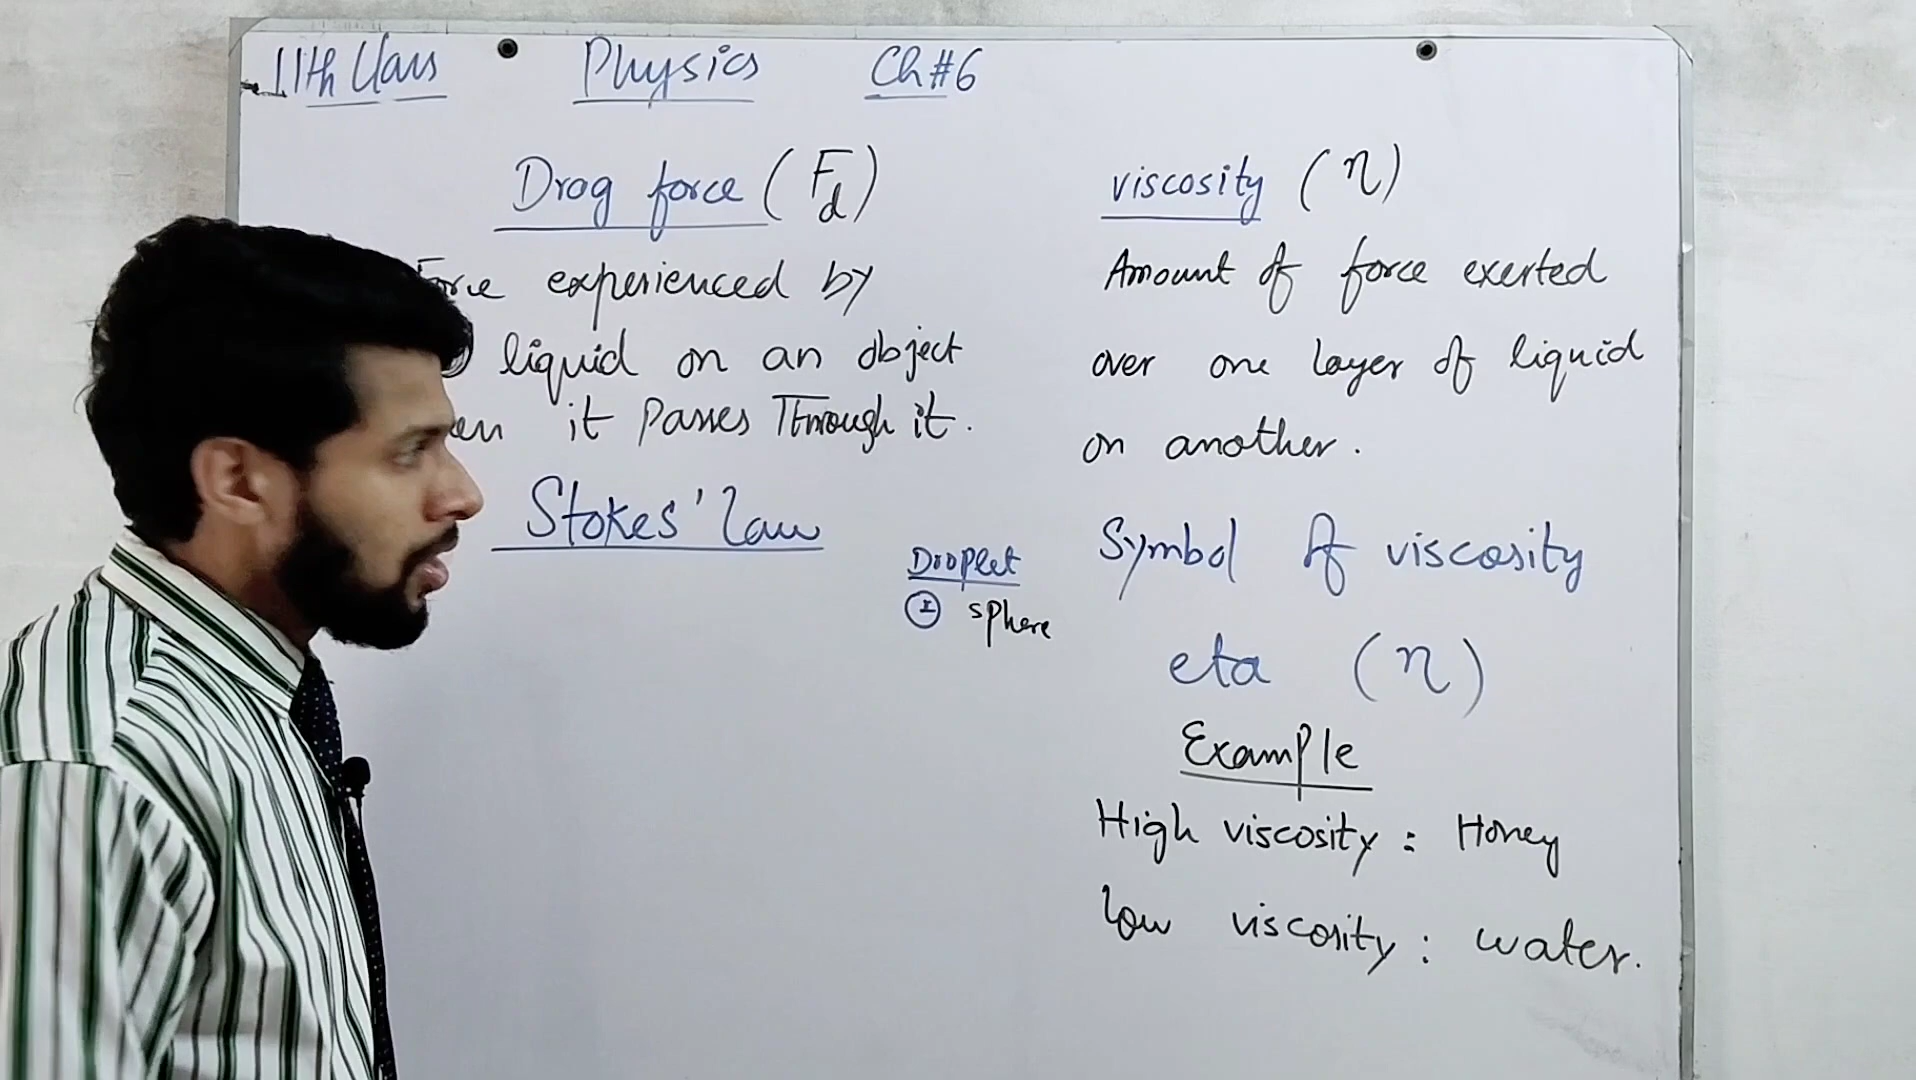 11th Class Physics Ch#6
Drag force (Fd)
experienced by
liquid on an object
it passes Through it.
Stokes' law
Droplet
r sphere
viscosity (η)
Amount of force exerted
over one layer of liquid
on another.
Symbol of viscosity
eta (η)
Example
High viscosity : Honey
low viscosity : water.